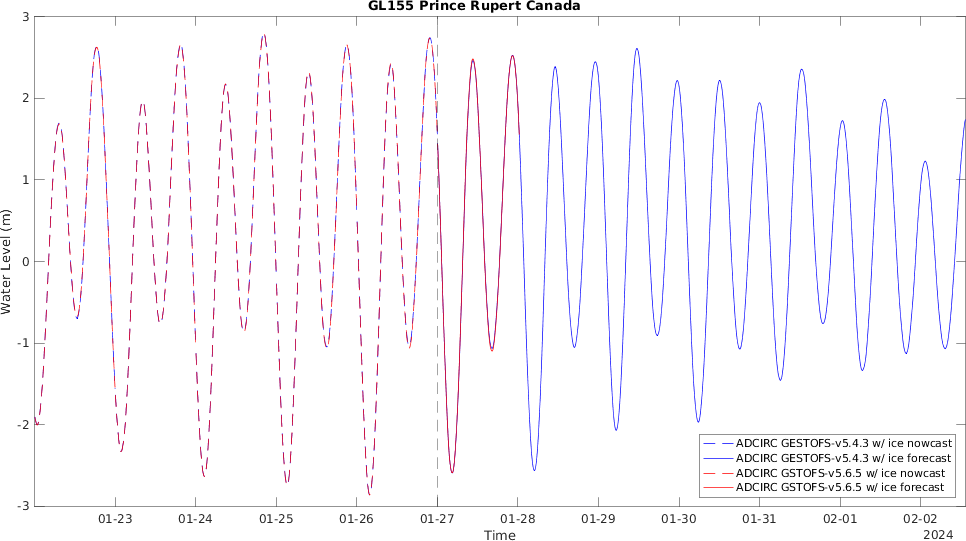 GL155 Prince Rupert Canada
3
2
1
0
-1
-2
-3
Water Level (m)
ADCIRC GESTOFS-v5.4.3 w/ ice nowcast
ADCIRC GESTOFS-v5.4.3 w/ ice forecast
ADCIRC GSTOFS-v5.6.5 w/ ice nowcast
ADCIRC GSTOFS-v5.6.5 w/ ice forecast
01-23 01-24 01-25 01-26 01-27 01-28 01-29 01-30 01-31 02-01 02-02
Time
2024